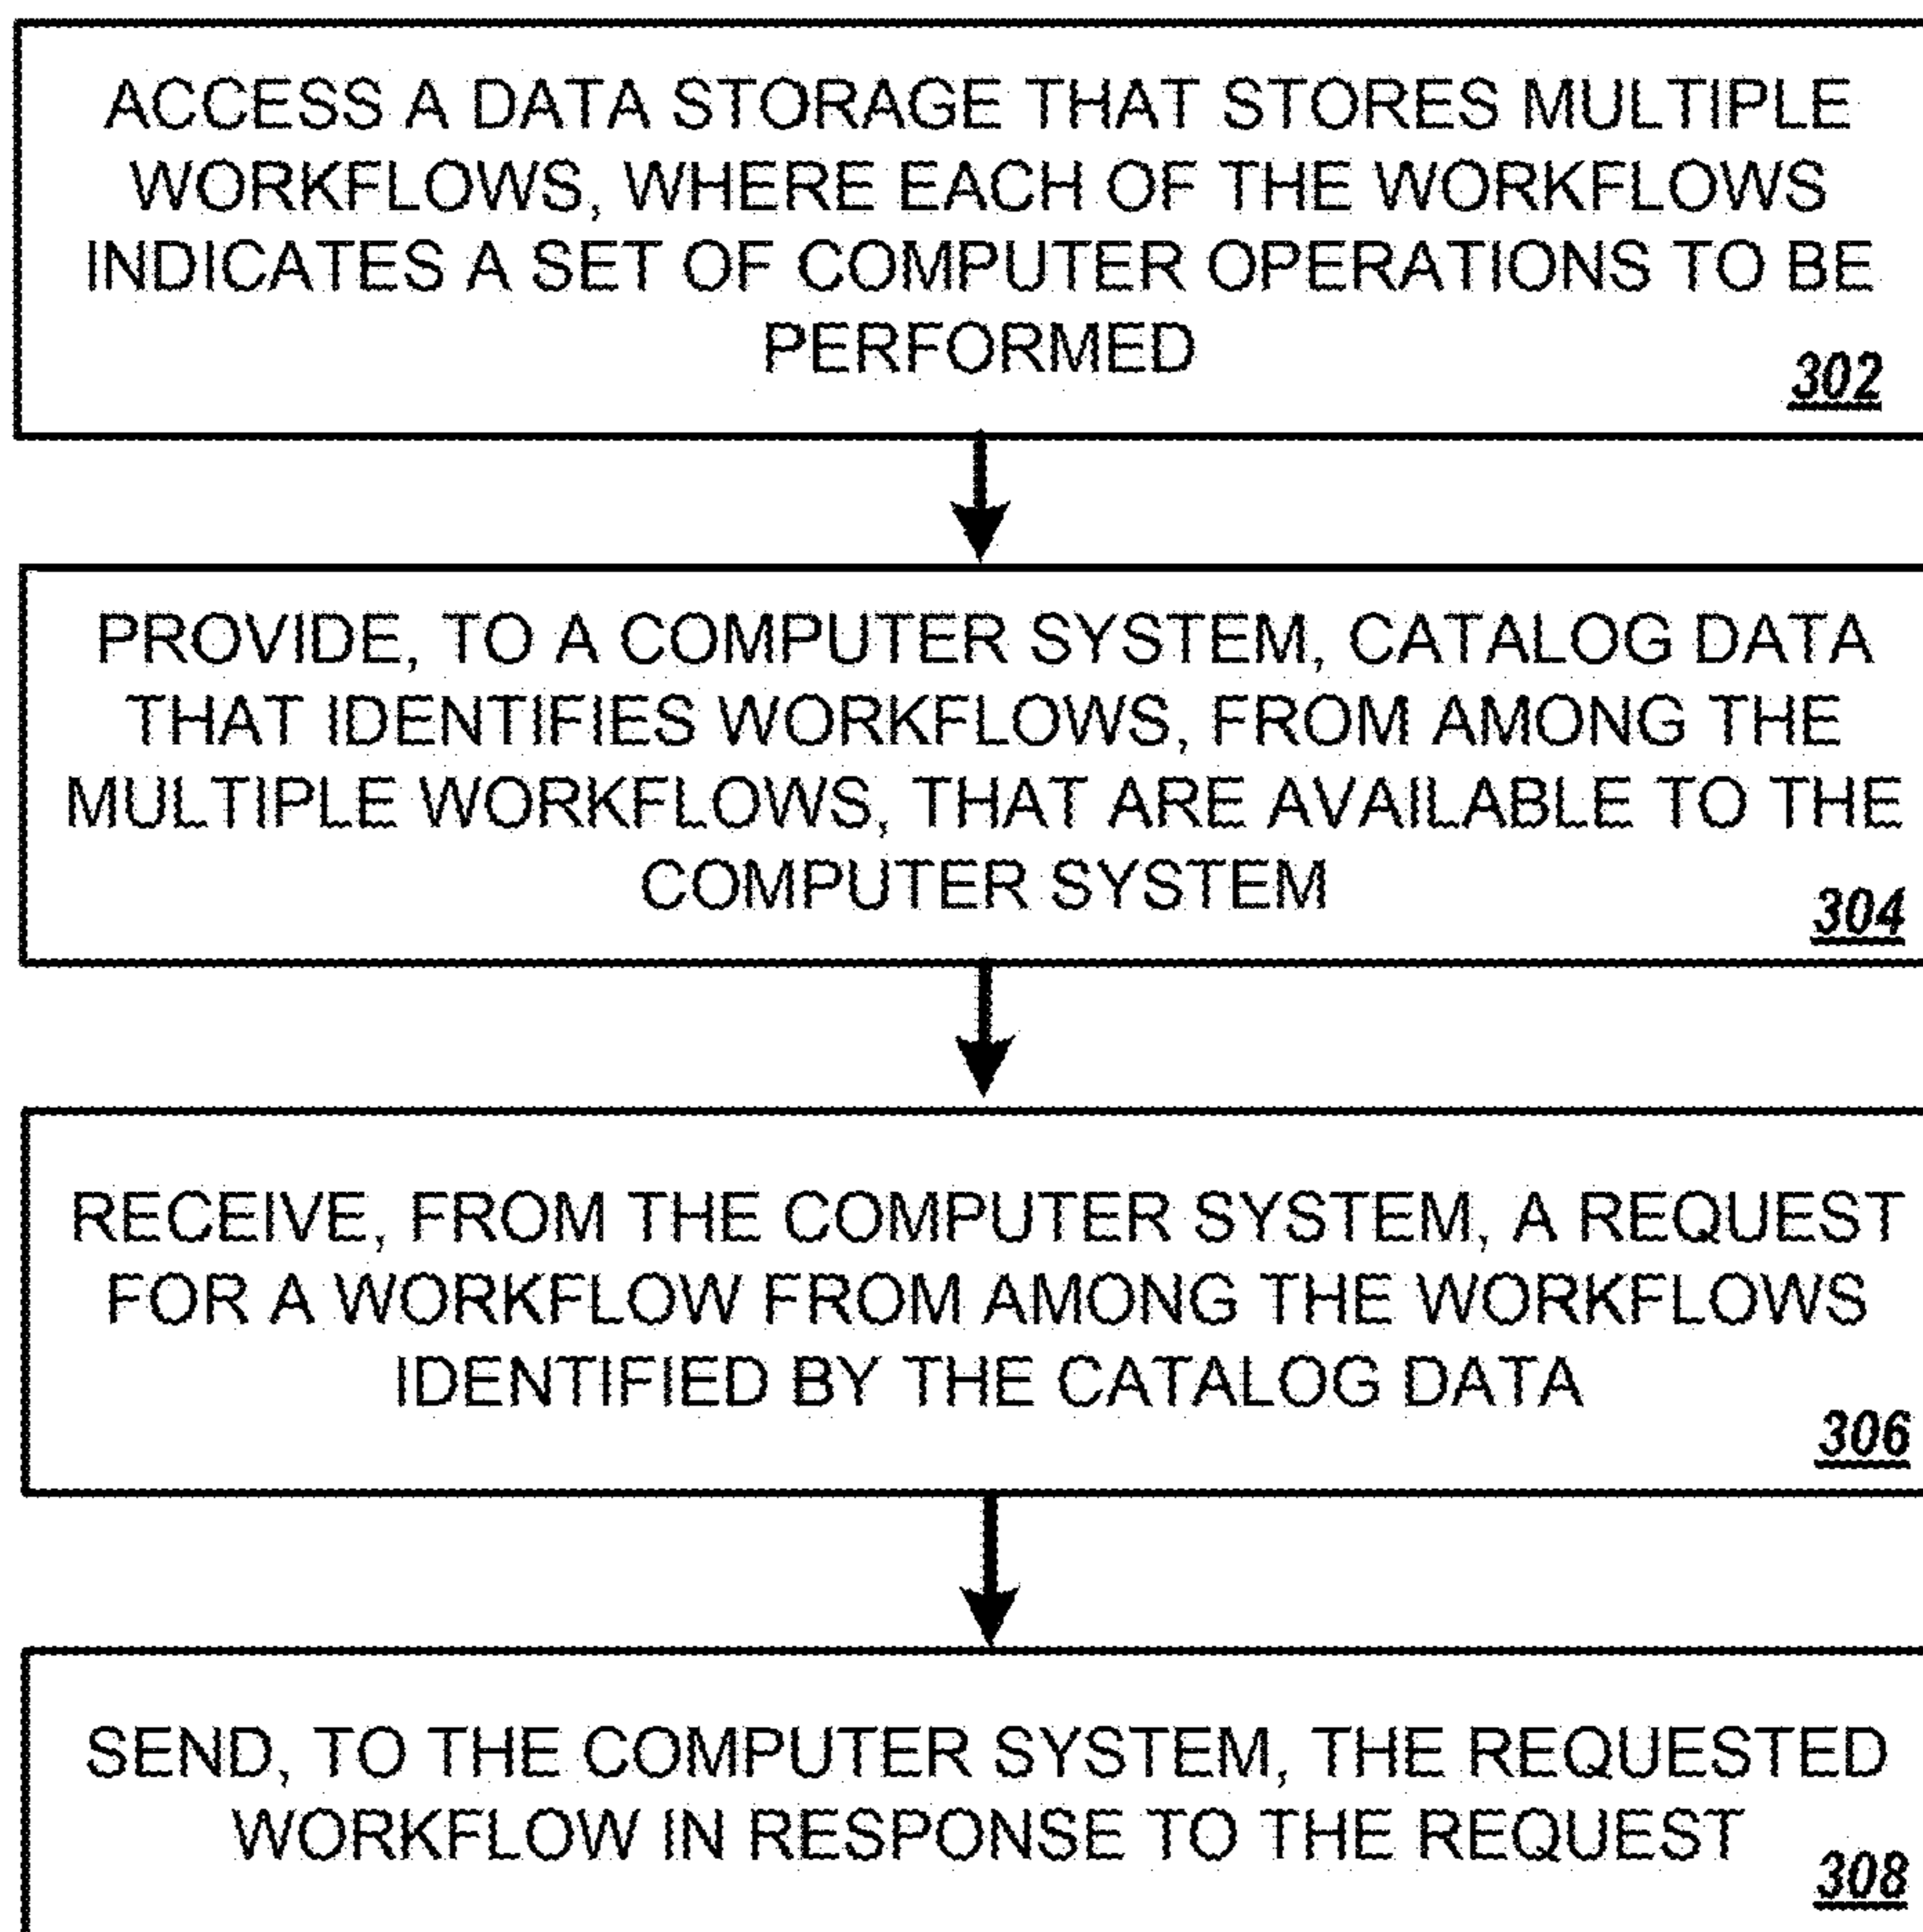 ACCESS A DATA STORAGE THAT STORES MULTIPLE
WORKFLOWS, WHERE EACH OF THE WORKFLOWS
INDICATES A SET OF COMPUTER OPERATIONS TO BE
PERFORMED
302
PROVIDE, TO A COMPUTER SYSTEM, CATALOG DATA
THAT IDENTIFIES WORKFLOWS, FROM AMONG THE
MULTIPLE WORKFLOWS, THAT ARE AVAILABLE TO THE
COMPUTER SYSTEM
304
RECEIVE, FROM THE COMPUTER SYSTEM, A REQUEST
FOR A WORKFLOW FROM AMONG THE WORKFLOWS
IDENTIFIED BY THE CATALOG DATA
306
SEND, TO THE COMPUTER SYSTEM, THE REQUESTED
WORKFLOW IN RESPONSE TO THE REQUEST
308